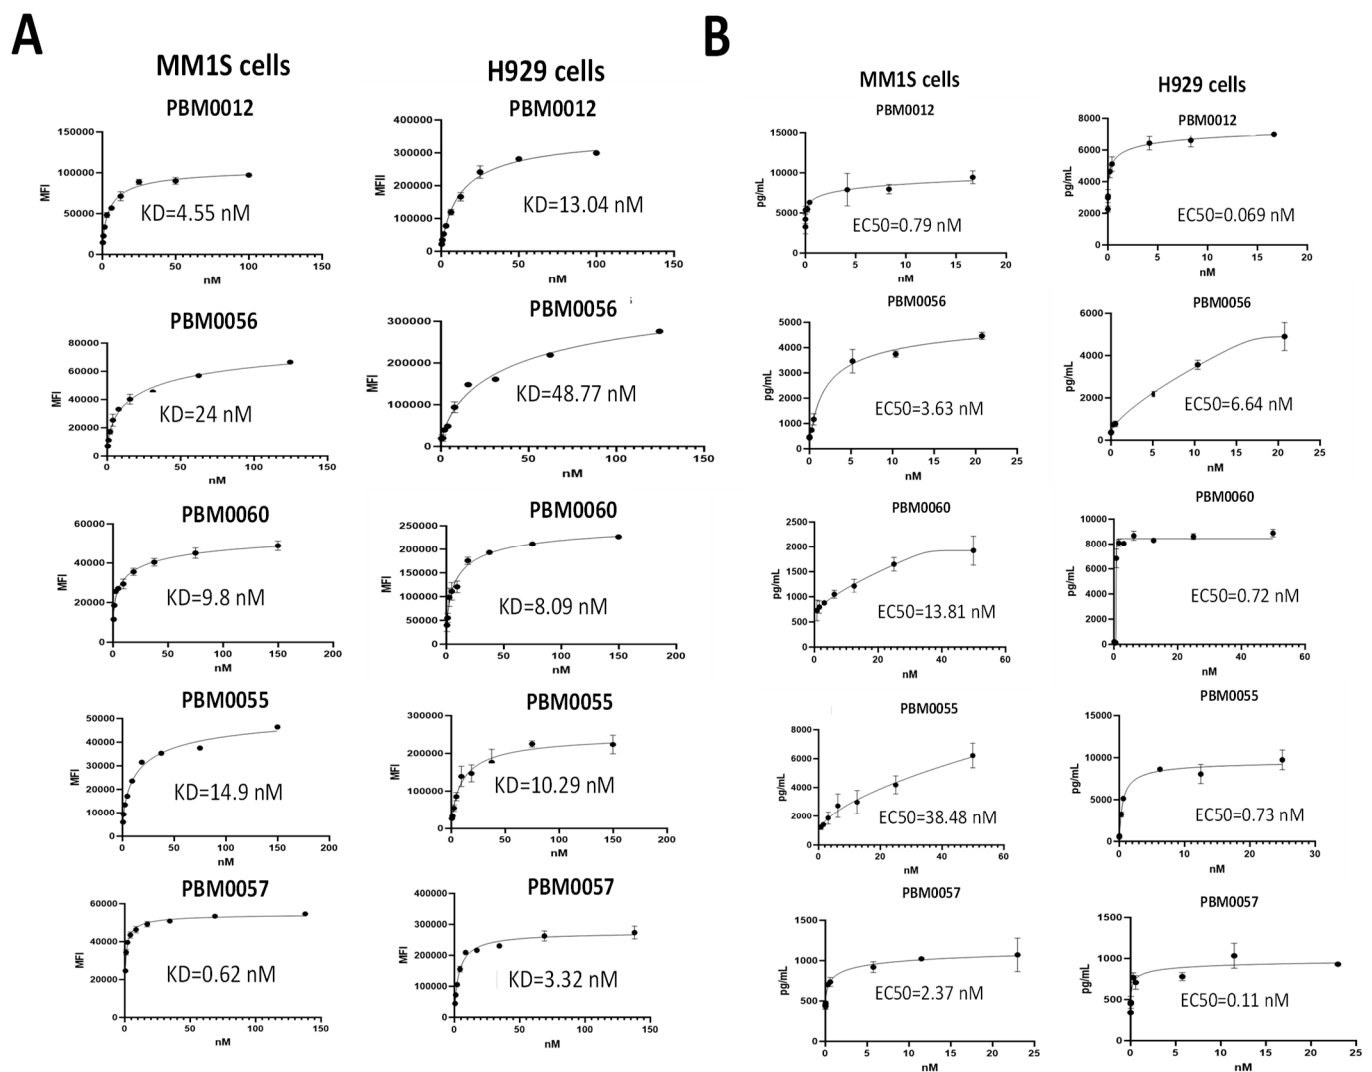 A
B
MM1S cells
H929 cells
MM1S cells
H929 cells
PBM0012
150000
100000
50000
0
MFI
KD=4.55 nM
0
50
100
150
nM
PBM0012
400000
300000
200000
100000
0
MFII
KD=13.04 nM
0
50
100
150
nM
PBM0012
15000
10000
5000
0
pg/mL
EC50=0.79 nM
0
5
10
15
20
nM
PBM0012
8000
6000
4000
2000
0
pg/mL
EC50=0.069 nM
0
5
10
15
20
nM
PBM0056
80000
60000
40000
20000
0
MFI
KD=24 nM
0
50
100
150
nM
PBM0056
300000
200000
100000
0
MFI
KD=48.77 nM
0
50
100
150
nM
PBM0056
5000
4000
3000
2000
1000
0
pg/mL
EC50=3.63 nM
0
5
10
15
20
25
nM
PBM0056
6000
4000
2000
0
pg/mL
EC50=6.64 nM
0
5
10
15
20
25
nM
PBM0060
60000
40000
20000
0
MFI
KD=9.8 nM
0
50
100
150
200
nM
PBM0060
250000
200000
150000
100000
50000
0
MFI
KD=8.09 nM
0
50
100
150
200
nM
PBM0060
2500
2000
1500
1000
500
0
pg/mL
EC50=13.81 nM
0
20
40
60
nM
PBM0060
10000
8000
6000
4000
2000
0
pg/mL
EC50=0.72 nM
0
20
40
60
nM
PBM0055
50000
40000
30000
20000
10000
0
MFI
KD=14.9 nM
0
50
100
150
200
nM
PBM0055
300000
200000
100000
0
MFI
KD=10.29 nM
0
50
100
150
200
nM
PBM0055
8000
6000
4000
2000
0
pg/mL
EC50=38.48 nM
0
20
40
60
nM
PBM0055
15000
10000
5000
0
pg/mL
EC50=0.73 nM
0
10
20
30
nM
PBM0057
60000
40000
20000
0
MFI
KD=0.62 nM
0
50
100
150
nM
PBM0057
400000
300000
200000
100000
0
MFI
KD=3.32 nM
0
50
100
150
nM
PBM0057
1500
1000
500
0
pg/mL
EC50=2.37 nM
0
5
10
15
20
25
nM
PBM0057
1500
1000
500
0
pg/mL
EC50=0.11 nM
0
5
10
15
20
25
nM